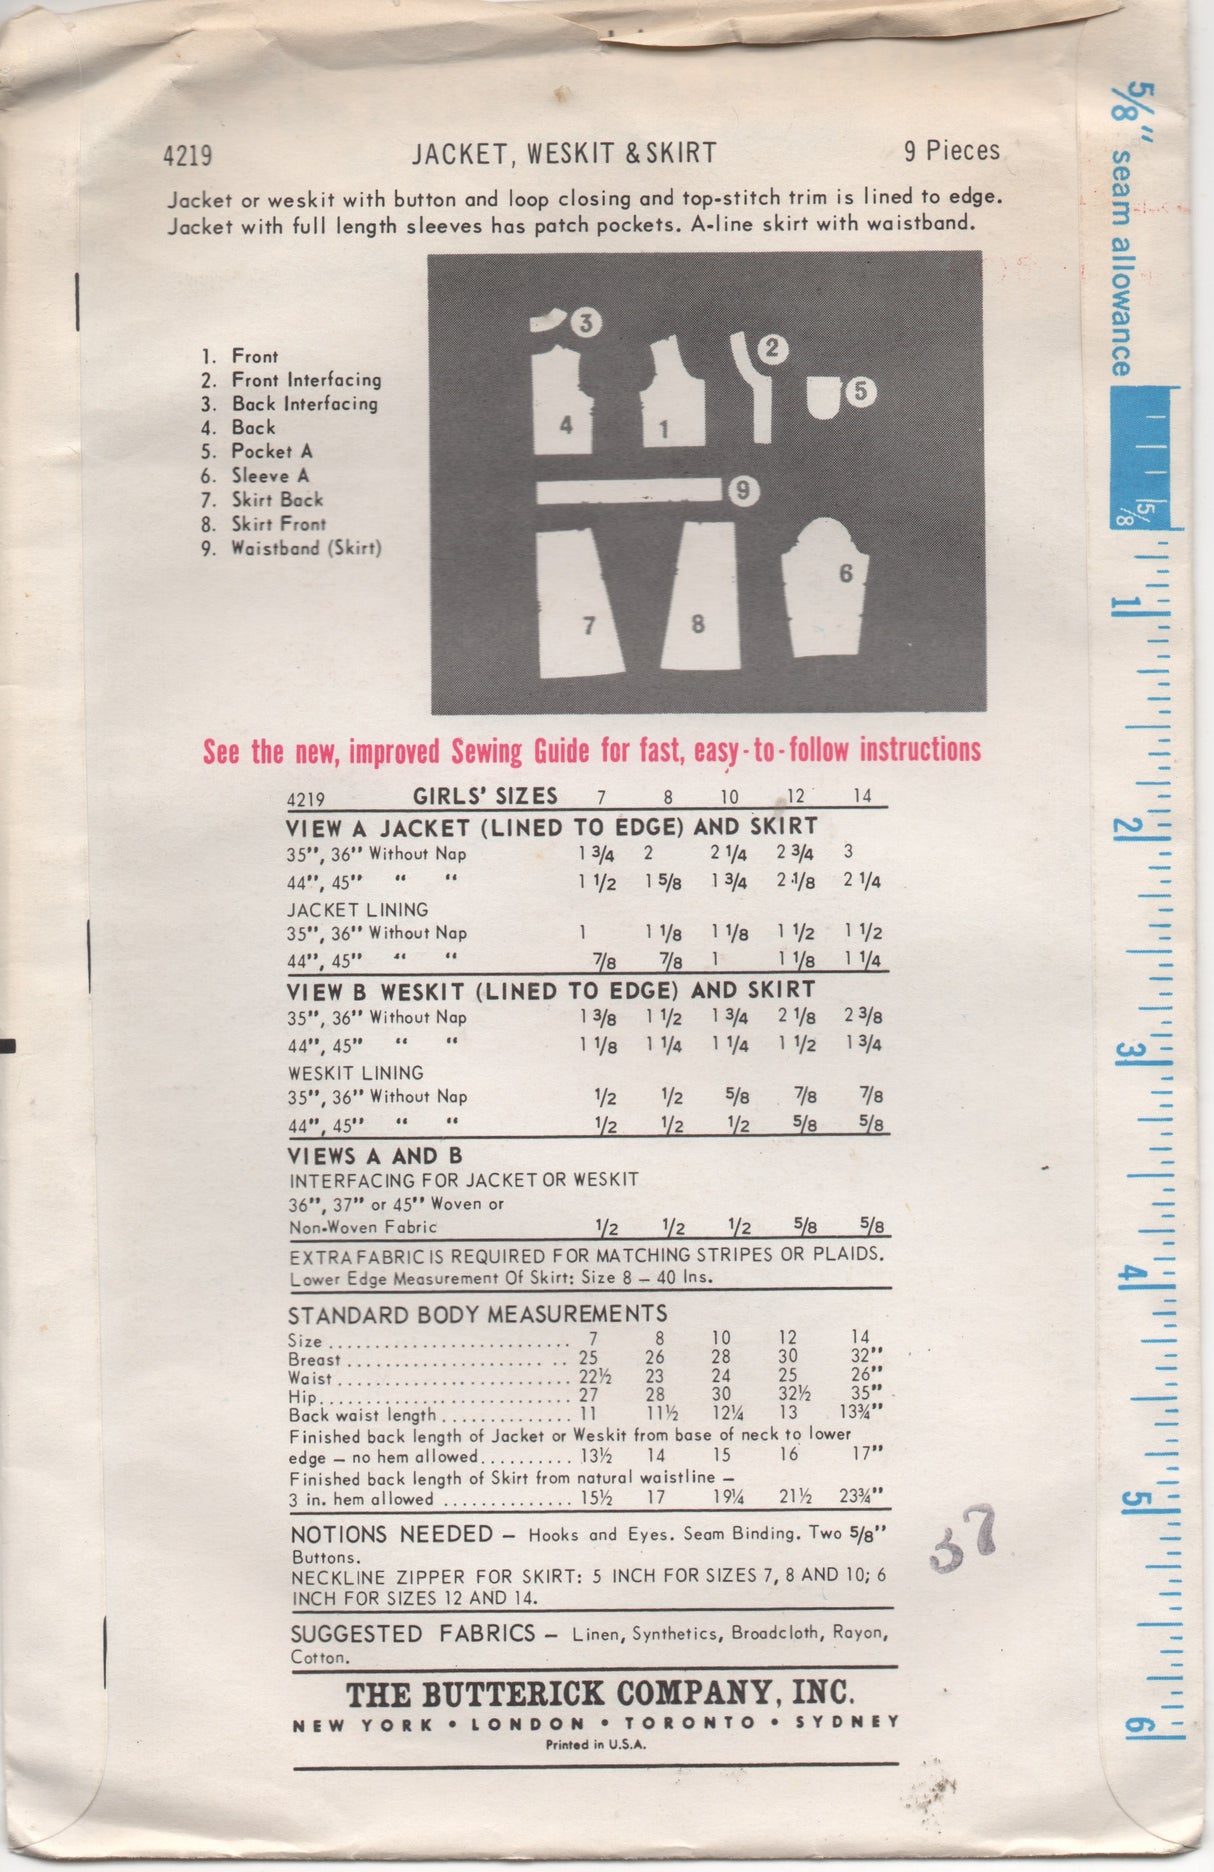 4219 JACKET, WESKIT & SKIRT 9 Pieces
Jacket or weskit with button and loop closing and top-stitch trim is lined to edge.
Jacket with full length sleeves has patch pockets. A-line skirt with waistband.
1. Front
2. Front Interfacing
3. Back Interfacing
4. Back
5. Pocket A
6. Sleeve A
7. Skirt Back
8. Skirt Front
9. Waistband (Skirt)
3
2
4 1 5
9
6
7 8
See the new, improved Sewing Guide for fast, easy-to-follow instructions
4219 GIRLS' SIZES 7 8 10 12 14
VIEW A JACKET (LINED TO EDGE) AND SKIRT
35", 36" Without Nap 1 3/4 2 2 1/4 2 3/4 3
44", 45" " " 1 1/2 1 5/8 1 3/4 2 1/8 2 1/4
JACKET LINING
35", 36" Without Nap 1 1 1/8 1 1/8 1 1/2 1 1/2
44", 45" " " 7/8 7/8 1 1 1/8 1 1/4
VIEW B WESKIT (LINED TO EDGE) AND SKIRT
35", 36" Without Nap 1 3/8 1 1/2 1 3/4 2 1/8 2 3/8
44", 45" " " 1 1/8 1 1/4 1 1/4 1 1/2 1 3/4
WESKIT LINING
35", 36" Without Nap 1/2 1/2 5/8 7/8 7/8
44", 45" " " 1/2 1/2 1/2 5/8 5/8
VIEWS A AND B
INTERFACING FOR JACKET OR WESKIT
36", 37" or 45" Woven or
Non-Woven Fabric 1/2 1/2 1/2 5/8 5/8
EXTRA FABRIC IS REQUIRED FOR MATCHING STRIPES OR PLAIDS.
Lower Edge Measurement Of Skirt: Size 8 – 40 Ins.
STANDARD BODY MEASUREMENTS
Size ........................... 7 8 10 12 14
Breast ......................... 25 26 28 30 32"
Waist .......................... 22½ 23 24 25 26"
Hip............................ 27 28 30 32½ 35"
Back waist length .............. 11 11½ 12¼ 13 13¾"
Finished back length of Jacket or Weskit from base of neck to lower
edge – no hem allowed.......... 13½ 14 15 16 17"
Finished back length of Skirt from natural waistline –
3 in. hem allowed .............. 15½ 17 19¼ 21½ 23¾"
NOTIONS NEEDED – Hooks and Eyes. Seam Binding. Two 5/8"
Buttons.
NECKLINE ZIPPER FOR SKIRT: 5 INCH FOR SIZES 7, 8 AND 10; 6
INCH FOR SIZES 12 AND 14.
SUGGESTED FABRICS – Linen, Synthetics, Broadcloth, Rayon,
Cotton.
THE BUTTERICK COMPANY, INC.
NEW YORK • LONDON • TORONTO • SYDNEY
Printed in U.S.A.
37
5/8" seam allowance
5/8
1
2
3
4
5
6